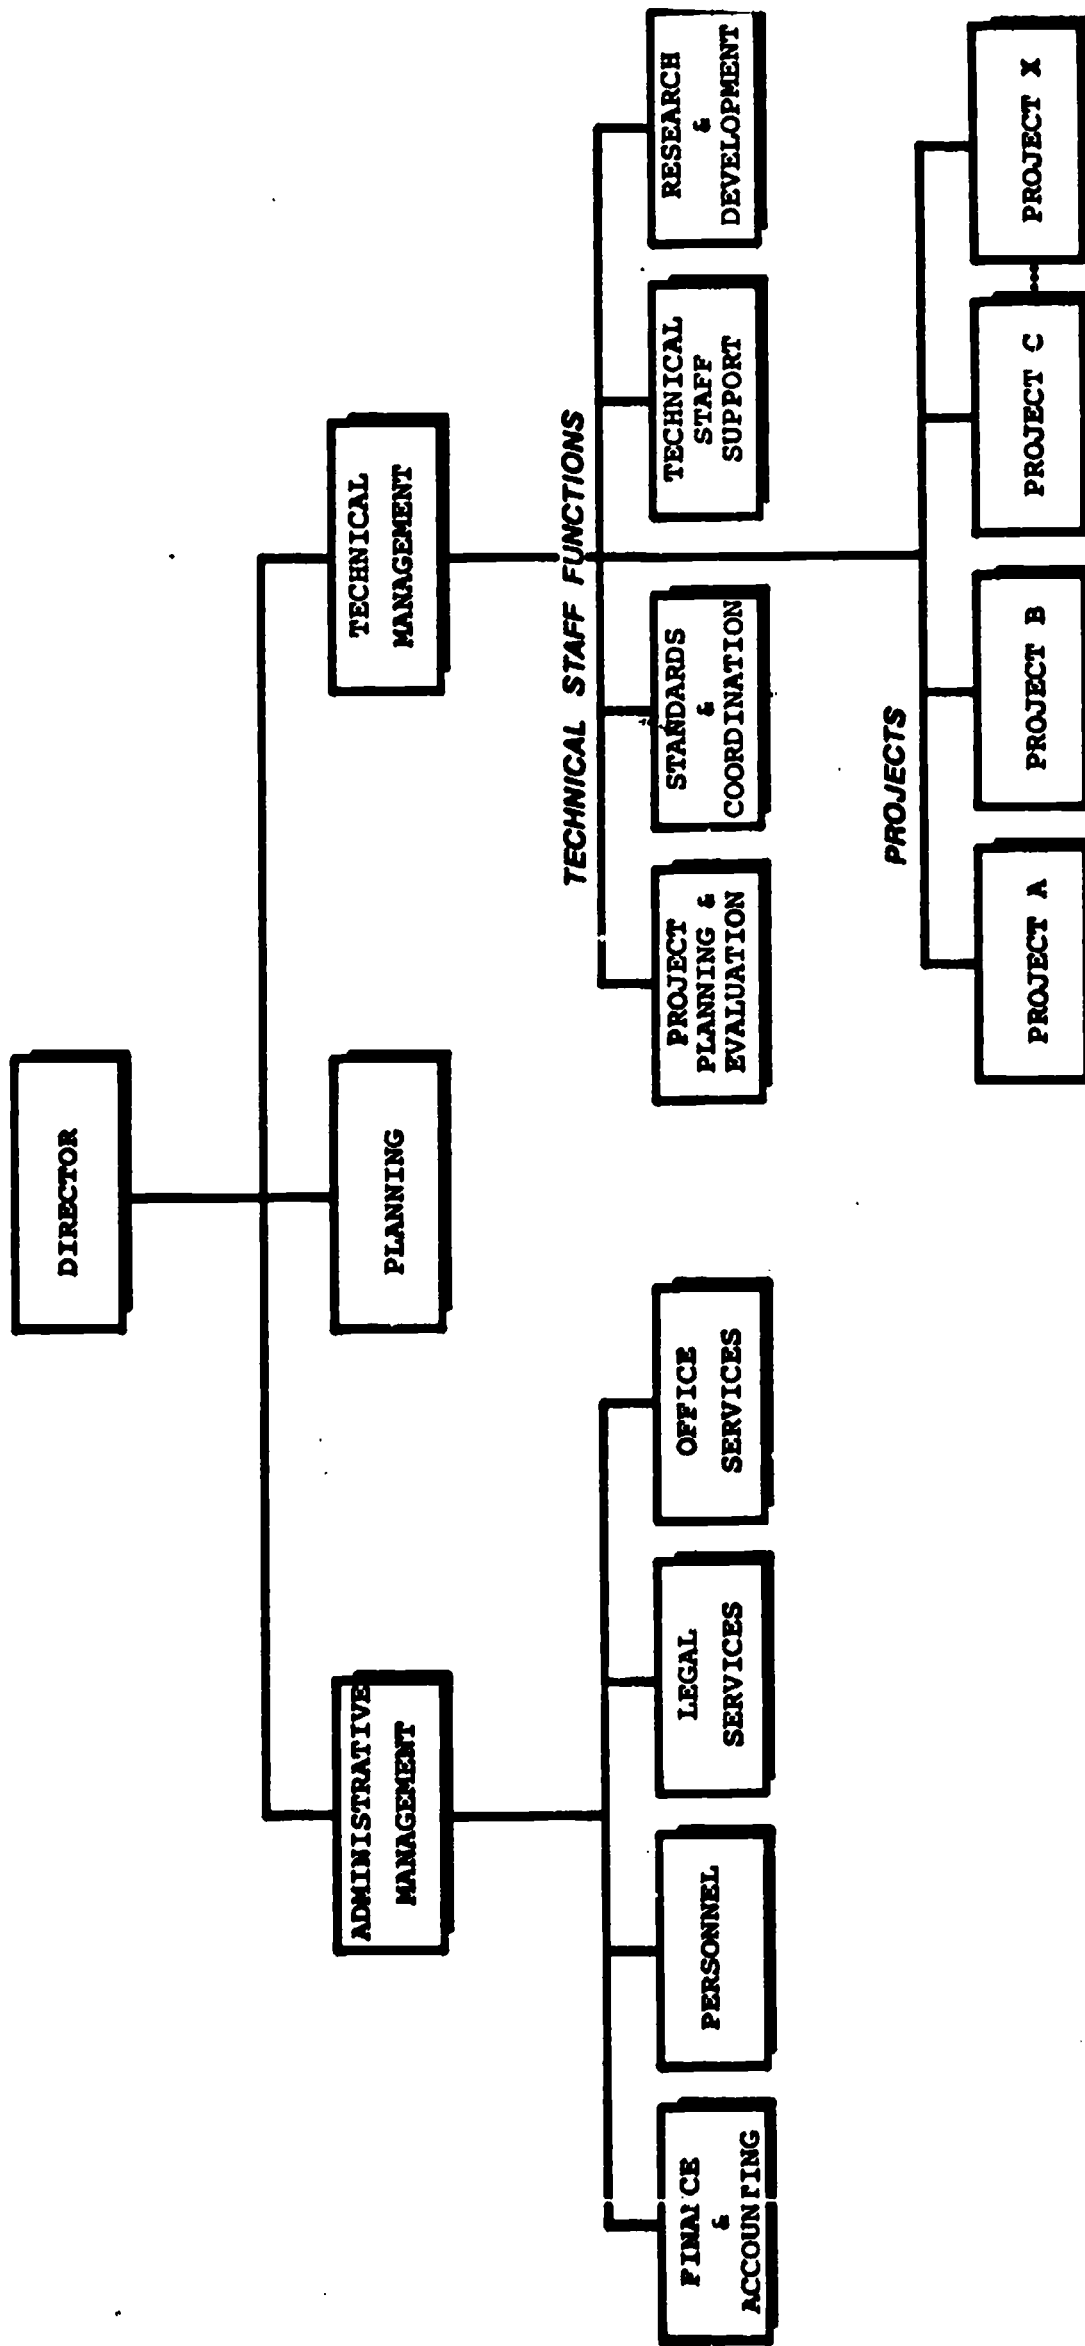 DIRECTOR
ADMINISTRATIVE
MANAGEMENT
PLANNING
TECHNICAL
MANAGEMENT
TECHNICAL STAFF FUNCTIONS
FINANCE
&
ACCOUNTING
PERSONNEL
LEGAL
SERVICES
OFFICE
SERVICES
PROJECT
PLANNING &
EVALUATION
STANDARDS
&
COORDINATION
TECHNICAL
STAFF
SUPPORT
RESEARCH
&
DEVELOPMENT
PROJECTS
PROJECT A
PROJECT B
PROJECT C
PROJECT X